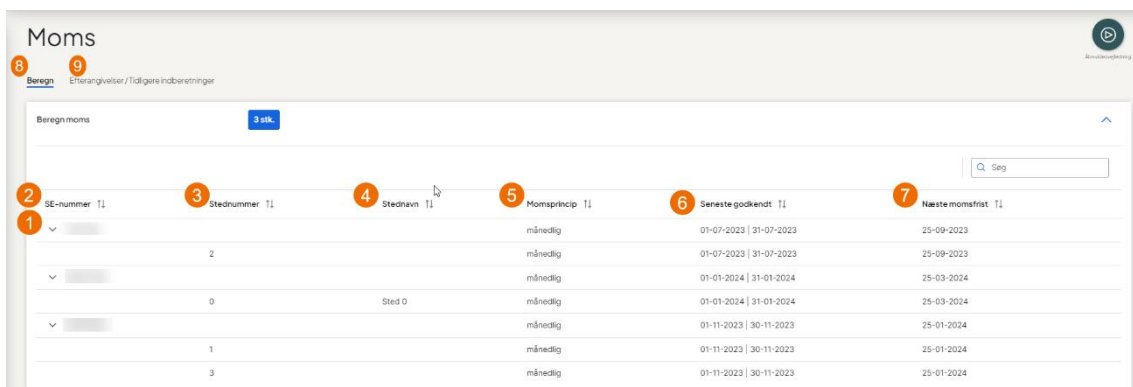 Moms
8 9
Beregn Efterangivelser / Tidligere indberetninger
Beregn moms 3 stk.
Søg
2 SE-nummer 3 Stednummer 4 Stednavn 5 Momsprincip 6 Seneste godkendt 7 Næste momsfrist
1 månedlig 01-07-2023 | 31-07-2023 25-09-2023
2 månedlig 01-07-2023 | 31-07-2023 25-09-2023
månedlig 01-01-2024 | 31-01-2024 25-03-2024
0 Sted 0 månedlig 01-01-2024 | 31-01-2024 25-03-2024
månedlig 01-11-2023 | 30-11-2023 25-01-2024
1 månedlig 01-11-2023 | 30-11-2023 25-01-2024
3 månedlig 01-11-2023 | 30-11-2023 25-01-2024